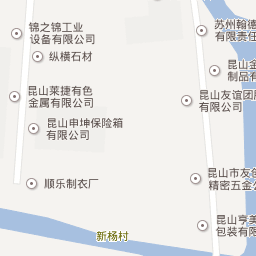 锦之锦工业
设备有限公司
纵横石材
昆山莱捷有色
金属有限公司
昆山申坤保险箱
有限公司
顺乐制衣厂
新杨村
苏州翰德
有限责任
昆山金
制品有
昆山友谊团
昆山市友创
精密五金
昆山亨美
包装有限